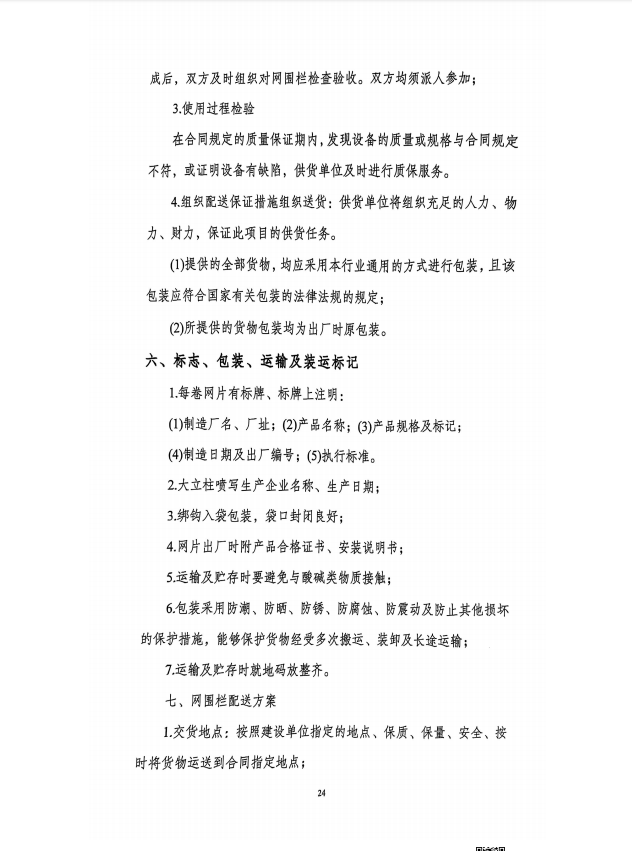 成后，双方及时组织对网围栏检查验收。双方均须派人参加；
3.使用过程检验
在合同规定的质量保证期内，发现设备的质量或规格与合同规定
不符，或证明设备有缺陷，供货单位及时进行质保服务。
4.组织配送保证措施组织送货：供货单位将组织充足的人力、物
力、财力，保证此项目的供货任务。
(1)提供的全部货物，均应采用本行业通用的方式进行包装，且该
包装应符合国家有关包装的法律法规的规定；
(2)所提供的货物包装均为出厂时原包装。
六、标志、包装、运输及装运标记
1.每卷网片有标牌、标牌上注明：
(1)制造厂名、厂址；(2)产品名称；(3)产品规格及标记；
(4)制造日期及出厂编号；(5)执行标准。
2.大立柱喷写生产企业名称、生产日期；
3.绑钩入袋包装，袋口封闭良好；
4.网片出厂时附产品合格证书、安装说明书；
5.运输及贮存时要避免与酸碱类物质接触；
6.包装采用防潮、防晒、防锈、防腐蚀、防震动及防止其他损坏
的保护措施，能够保护货物经受多次搬运、装卸及长途运输；
7.运输及贮存时就地码放整齐。
七、网围栏配送方案
1.交货地点：按照建设单位指定的地点、保质、保量、安全、按
时将货物运送到合同指定地点；
24